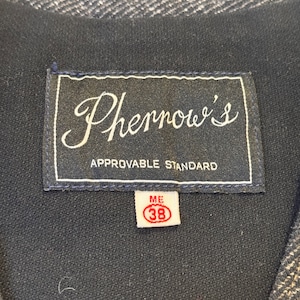 Pherrow's
APPROVABLE STANDARD
ME
38